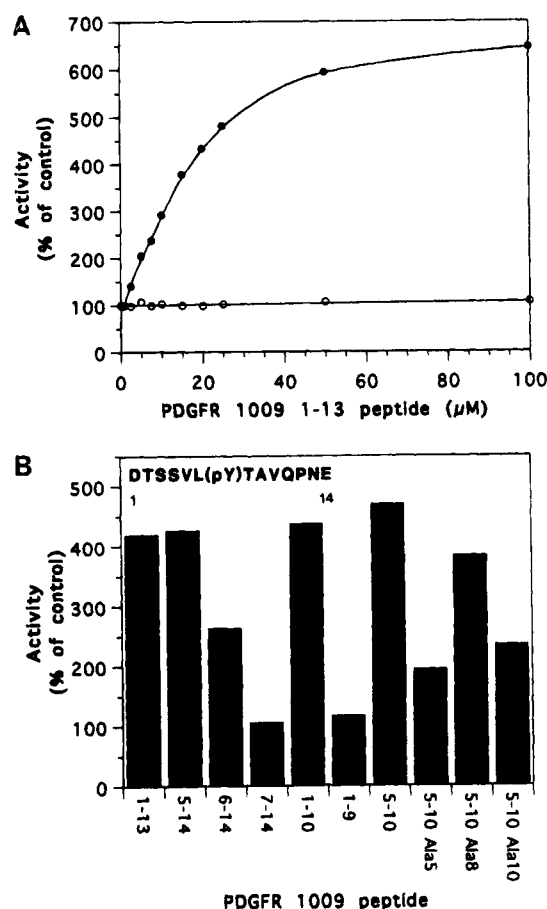 A
700
600
500
400
300
200
100
0
Activity
(% of control)
0 20 40 60 80 100
PDGFR 1009 1-13 peptide (µM)
B
DTSSVL(pY)TAVQPNE
1 14
500
400
300
200
100
0
Activity
(% of control)
1-13
5-14
6-14
7-14
1-10
1-9
5-10
5-10 Ala5
5-10 Ala8
5-10 Ala10
PDGFR 1009 peptide